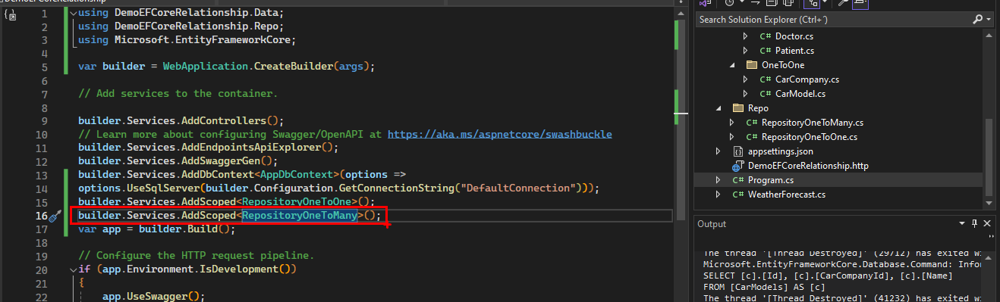 DemoEFCoreRelationship
1 using DemoEFCoreRelationship.Data;
2 using DemoEFCoreRelationship.Repo;
3 using Microsoft.EntityFrameworkCore;
4
5 var builder = WebApplication.CreateBuilder(args);
6
7 // Add services to the container.
8
9 builder.Services.AddControllers();
10 // Learn more about configuring Swagger/OpenAPI at https://aka.ms/aspnetcore/swashbuckle
11 builder.Services.AddEndpointsApiExplorer();
12 builder.Services.AddSwaggerGen();
13 builder.Services.AddDbContext<AppDbContext>(options =>
14 options.UseSqlServer(builder.Configuration.GetConnectionString("DefaultConnection")));
15 builder.Services.AddScoped<RepositoryOneToOne>();
16 builder.Services.AddScoped<RepositoryOneToMany>();
17 var app = builder.Build();
18
19 // Configure the HTTP request pipeline.
20 if (app.Environment.IsDevelopment())
21 {
22 app.UseSwagger();
Search Solution Explorer (Ctrl+¨)
C# Doctor.cs
C# Patient.cs
OneToOne
C# CarCompany.cs
C# CarModel.cs
Repo
C# RepositoryOneToMany.cs
C# RepositoryOneToOne.cs
appsettings.json
DemoEFCoreRelationship.http
C# Program.cs
C# WeatherForecast.cs
Output
The thread '[Thread Destroyed]' (29712) has exited wi
Microsoft.EntityFrameworkCore.Database.Command: Infor
SELECT [c].[Id], [c].[CarCompanyId], [c].[Name]
FROM [CarModels] AS [c]
The thread '[Thread Destroyed]' (41232) has exited wi